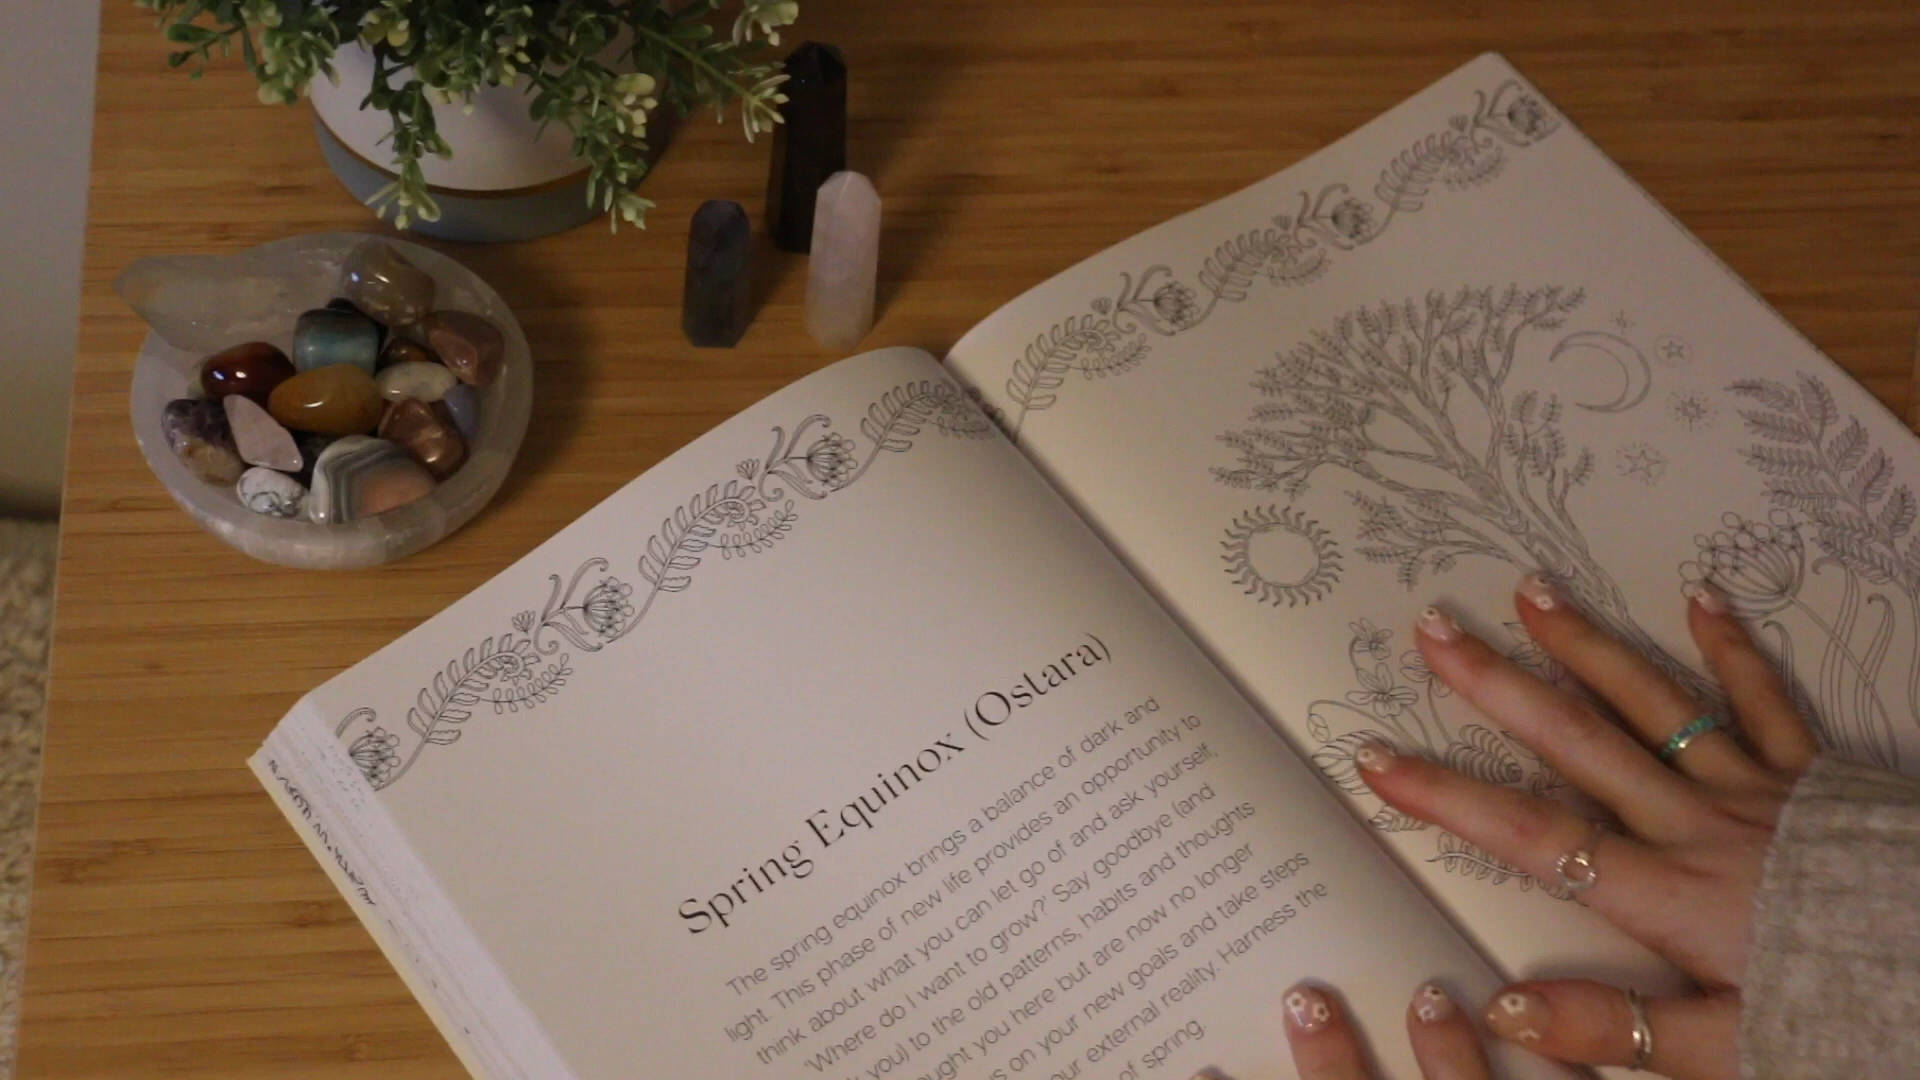 Spring Equinox (Ostara)
The spring equinox brings a balance of dark and
light. This phase of new life provides an opportunity to
think about what you can let go of and ask yourself,
'Where do I want to grow?' Say goodbye (and
you) to the old patterns, habits and thoughts
you here but are now no longer
on your new goals and take steps
external reality. Harness the
of spring.